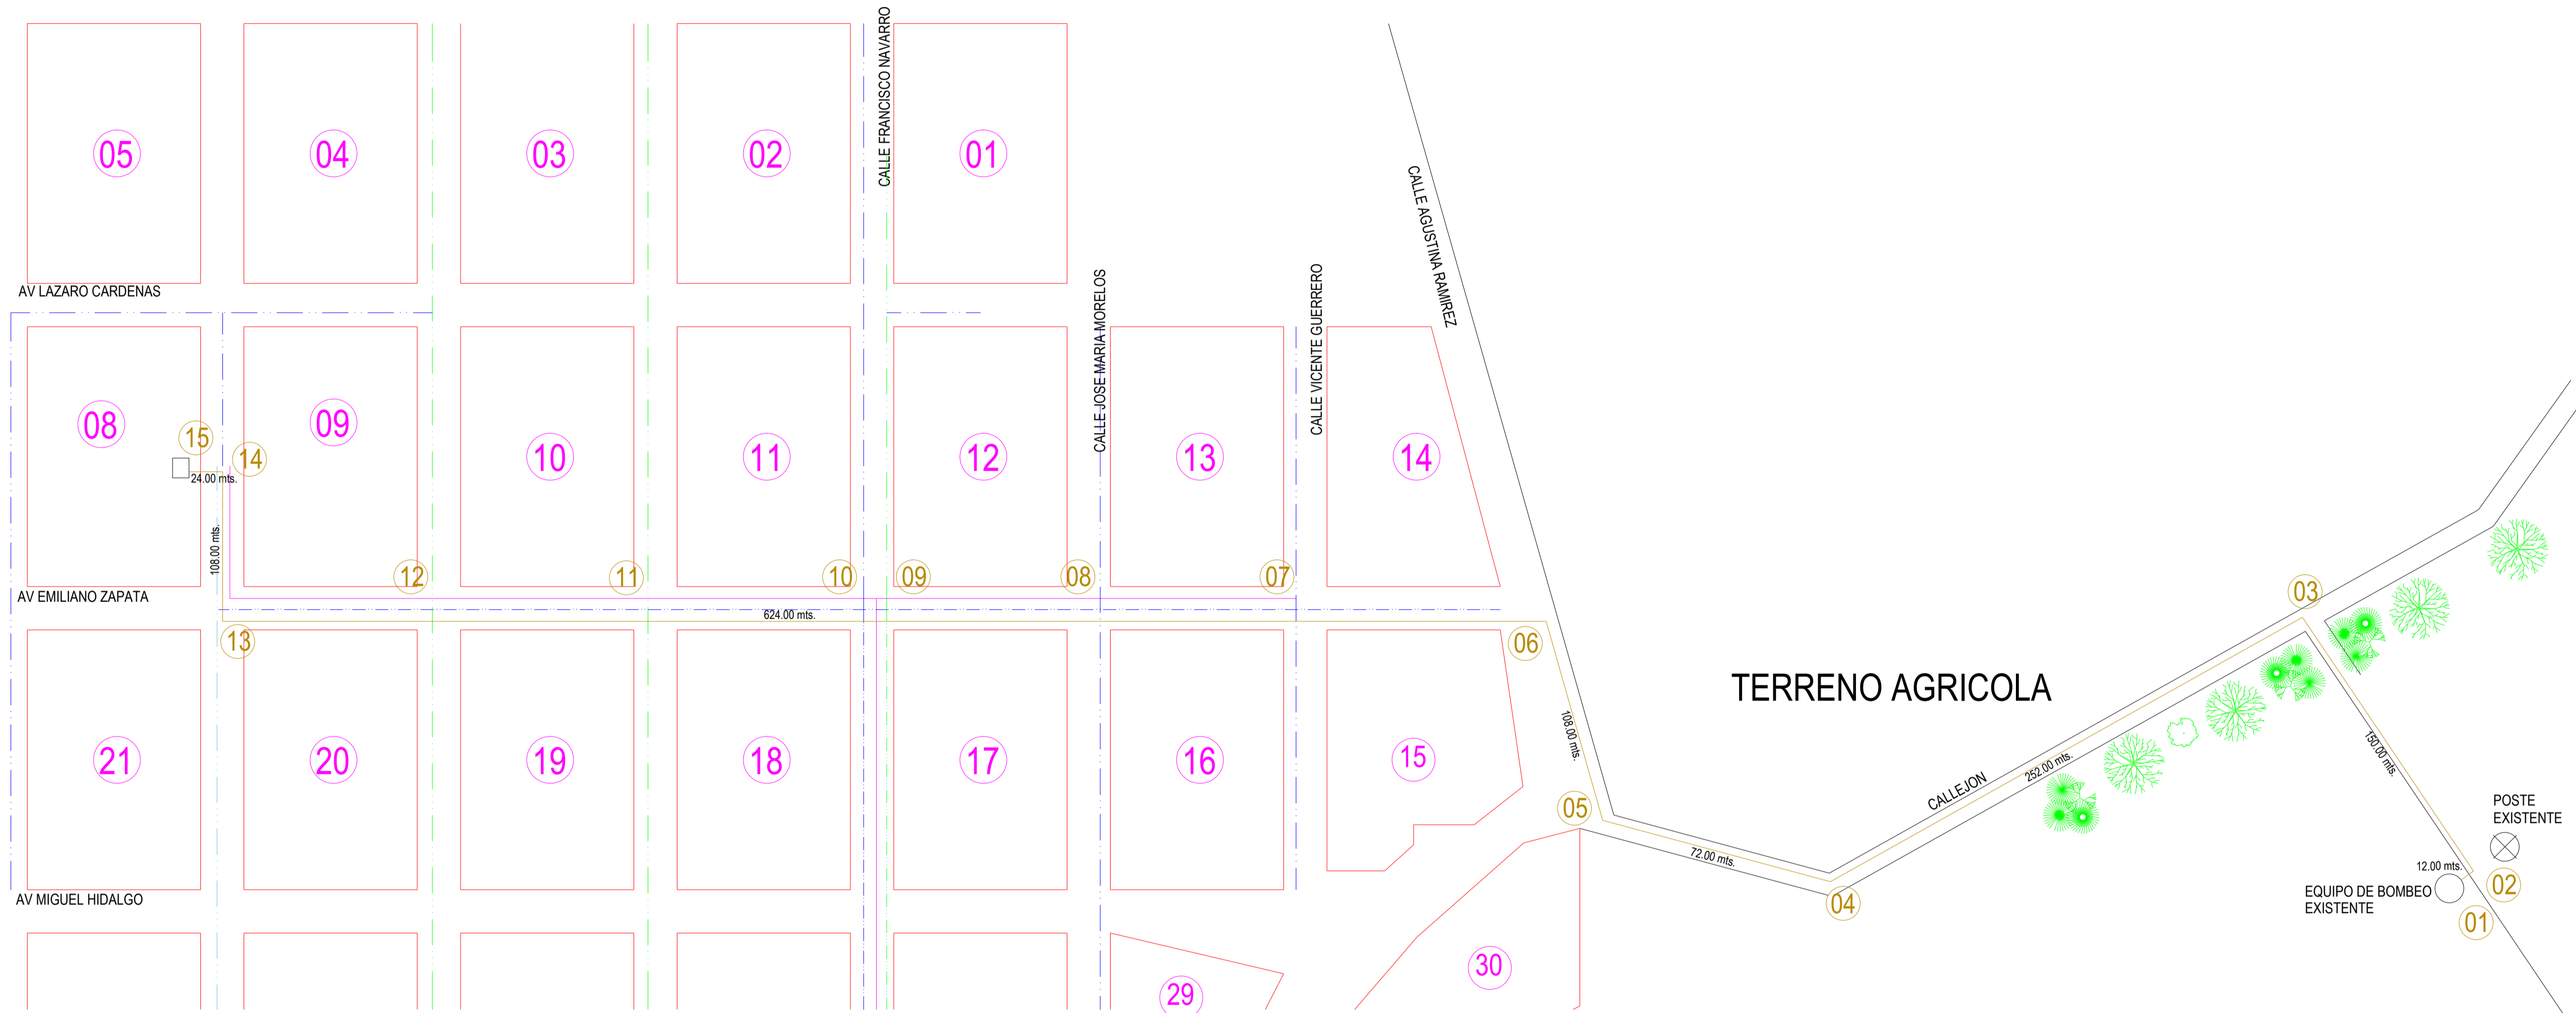 CALLE FRANCISCO NAVARRO
05
04
03
02
01
CALLE AGUSTINA RAMIREZ
AV LAZARO CARDENAS
CALLE JOSE MARIA MORELOS
CALLE VICENTE GUERRERO
08
15
09
14
10
11
12
13
14
24.00 mts.
108.00 mts.
12
11
10
09
08
07
03
AV EMILIANO ZAPATA
624.00 mts.
13
06
TERRENO AGRICOLA
108.00 mts.
150.00 mts.
21
20
19
18
17
16
15
252.00 mts.
CALLEJON
05
POSTE
EXISTENTE
72.00 mts.
12.00 mts.
02
EQUIPO DE BOMBEO
EXISTENTE
04
AV MIGUEL HIDALGO
01
30
29